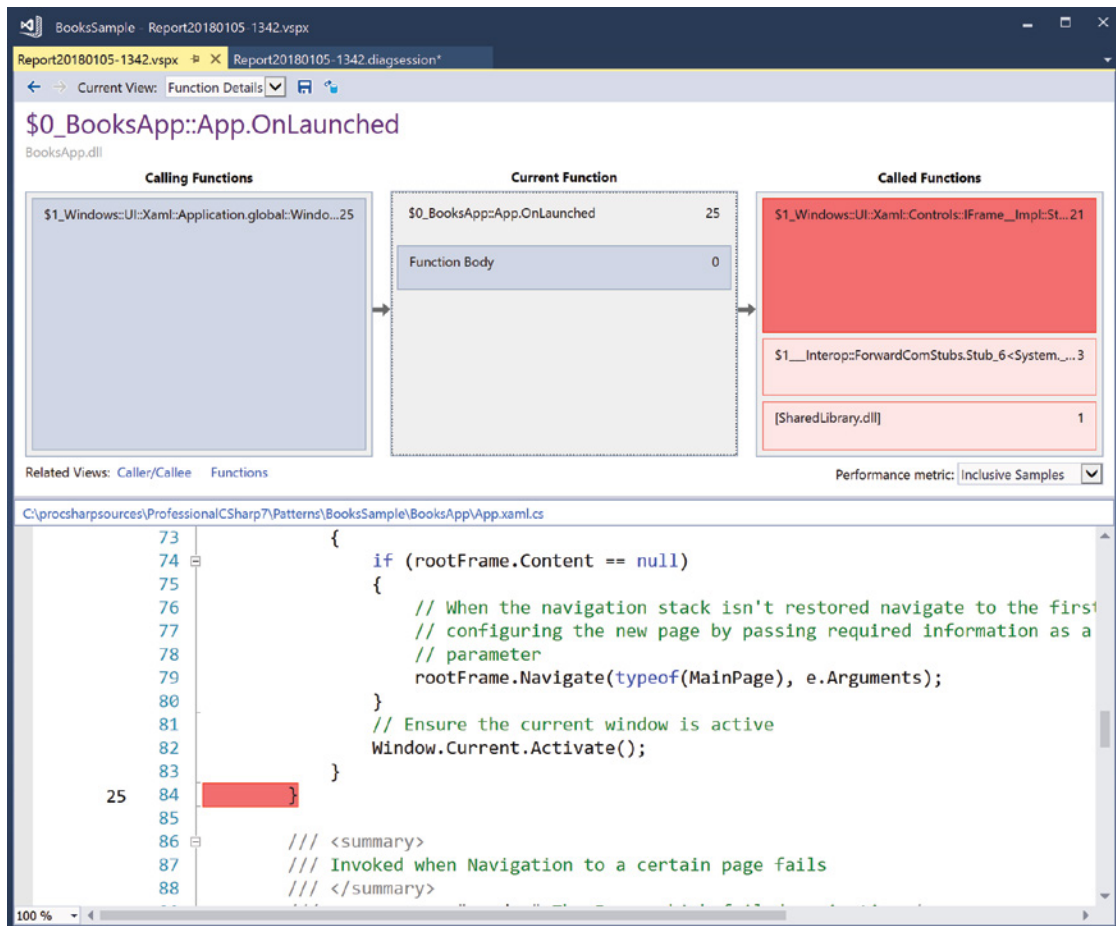 BooksSample - Report20180105-1342.vspx
Report20180105-1342.vspx Report20180105-1342.diagsession*
Current View: Function Details
$0_BooksApp::App.OnLaunched
BooksApp.dll
Calling Functions Current Function Called Functions
$1_Windows::UI::Xaml::Application.global::Windo...25
$0_BooksApp::App.OnLaunched 25
Function Body 0
$1_Windows::UI::Xaml::Controls::IFrame__Impl::St...21
$1___Interop::ForwardComStubs.Stub_6<System.__...3
[SharedLibrary.dll] 1
Related Views: Caller/Callee Functions
Performance metric: Inclusive Samples
C:\procsharpsources\ProfessionalCSharp7\Patterns\BooksSample\BooksApp\App.xaml.cs
73 {
74 if (rootFrame.Content == null)
75 {
76 // When the navigation stack isn't restored navigate to the first
77 // configuring the new page by passing required information as a
78 // parameter
79 rootFrame.Navigate(typeof(MainPage), e.Arguments);
80 }
81 // Ensure the current window is active
82 Window.Current.Activate();
83 }
25 84 }
85
86 /// <summary>
87 /// Invoked when Navigation to a certain page fails
88 /// </summary>
100 %